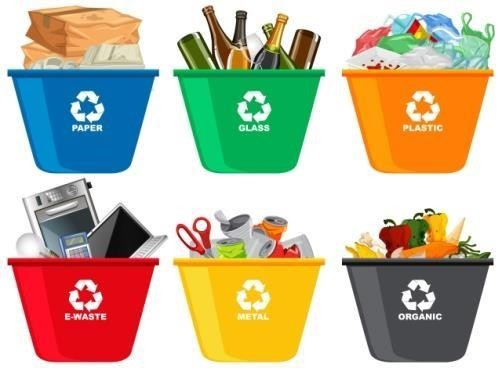 PAPER
GLASS
PLASTIC
E-WASTE
METAL
ORGANIC